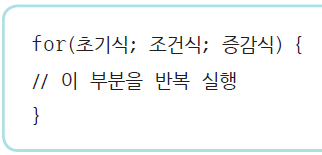 for(초기식; 조건식; 증감식) {
// 이 부분을 반복 실행
}